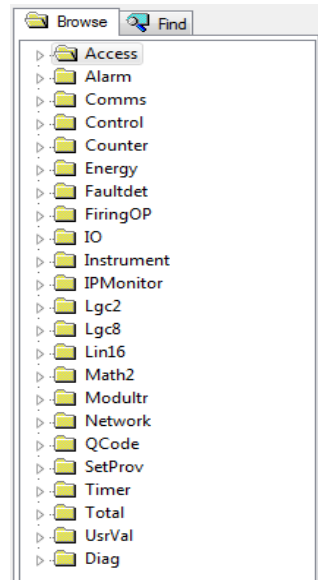 Browse Find
Access
Alarm
Comms
Control
Counter
Energy
Faultdet
FiringOP
IO
Instrument
IPMonitor
Lgc2
Lgc8
Lin16
Math2
Modultr
Network
QCode
SetProv
Timer
Total
UsrVal
Diag